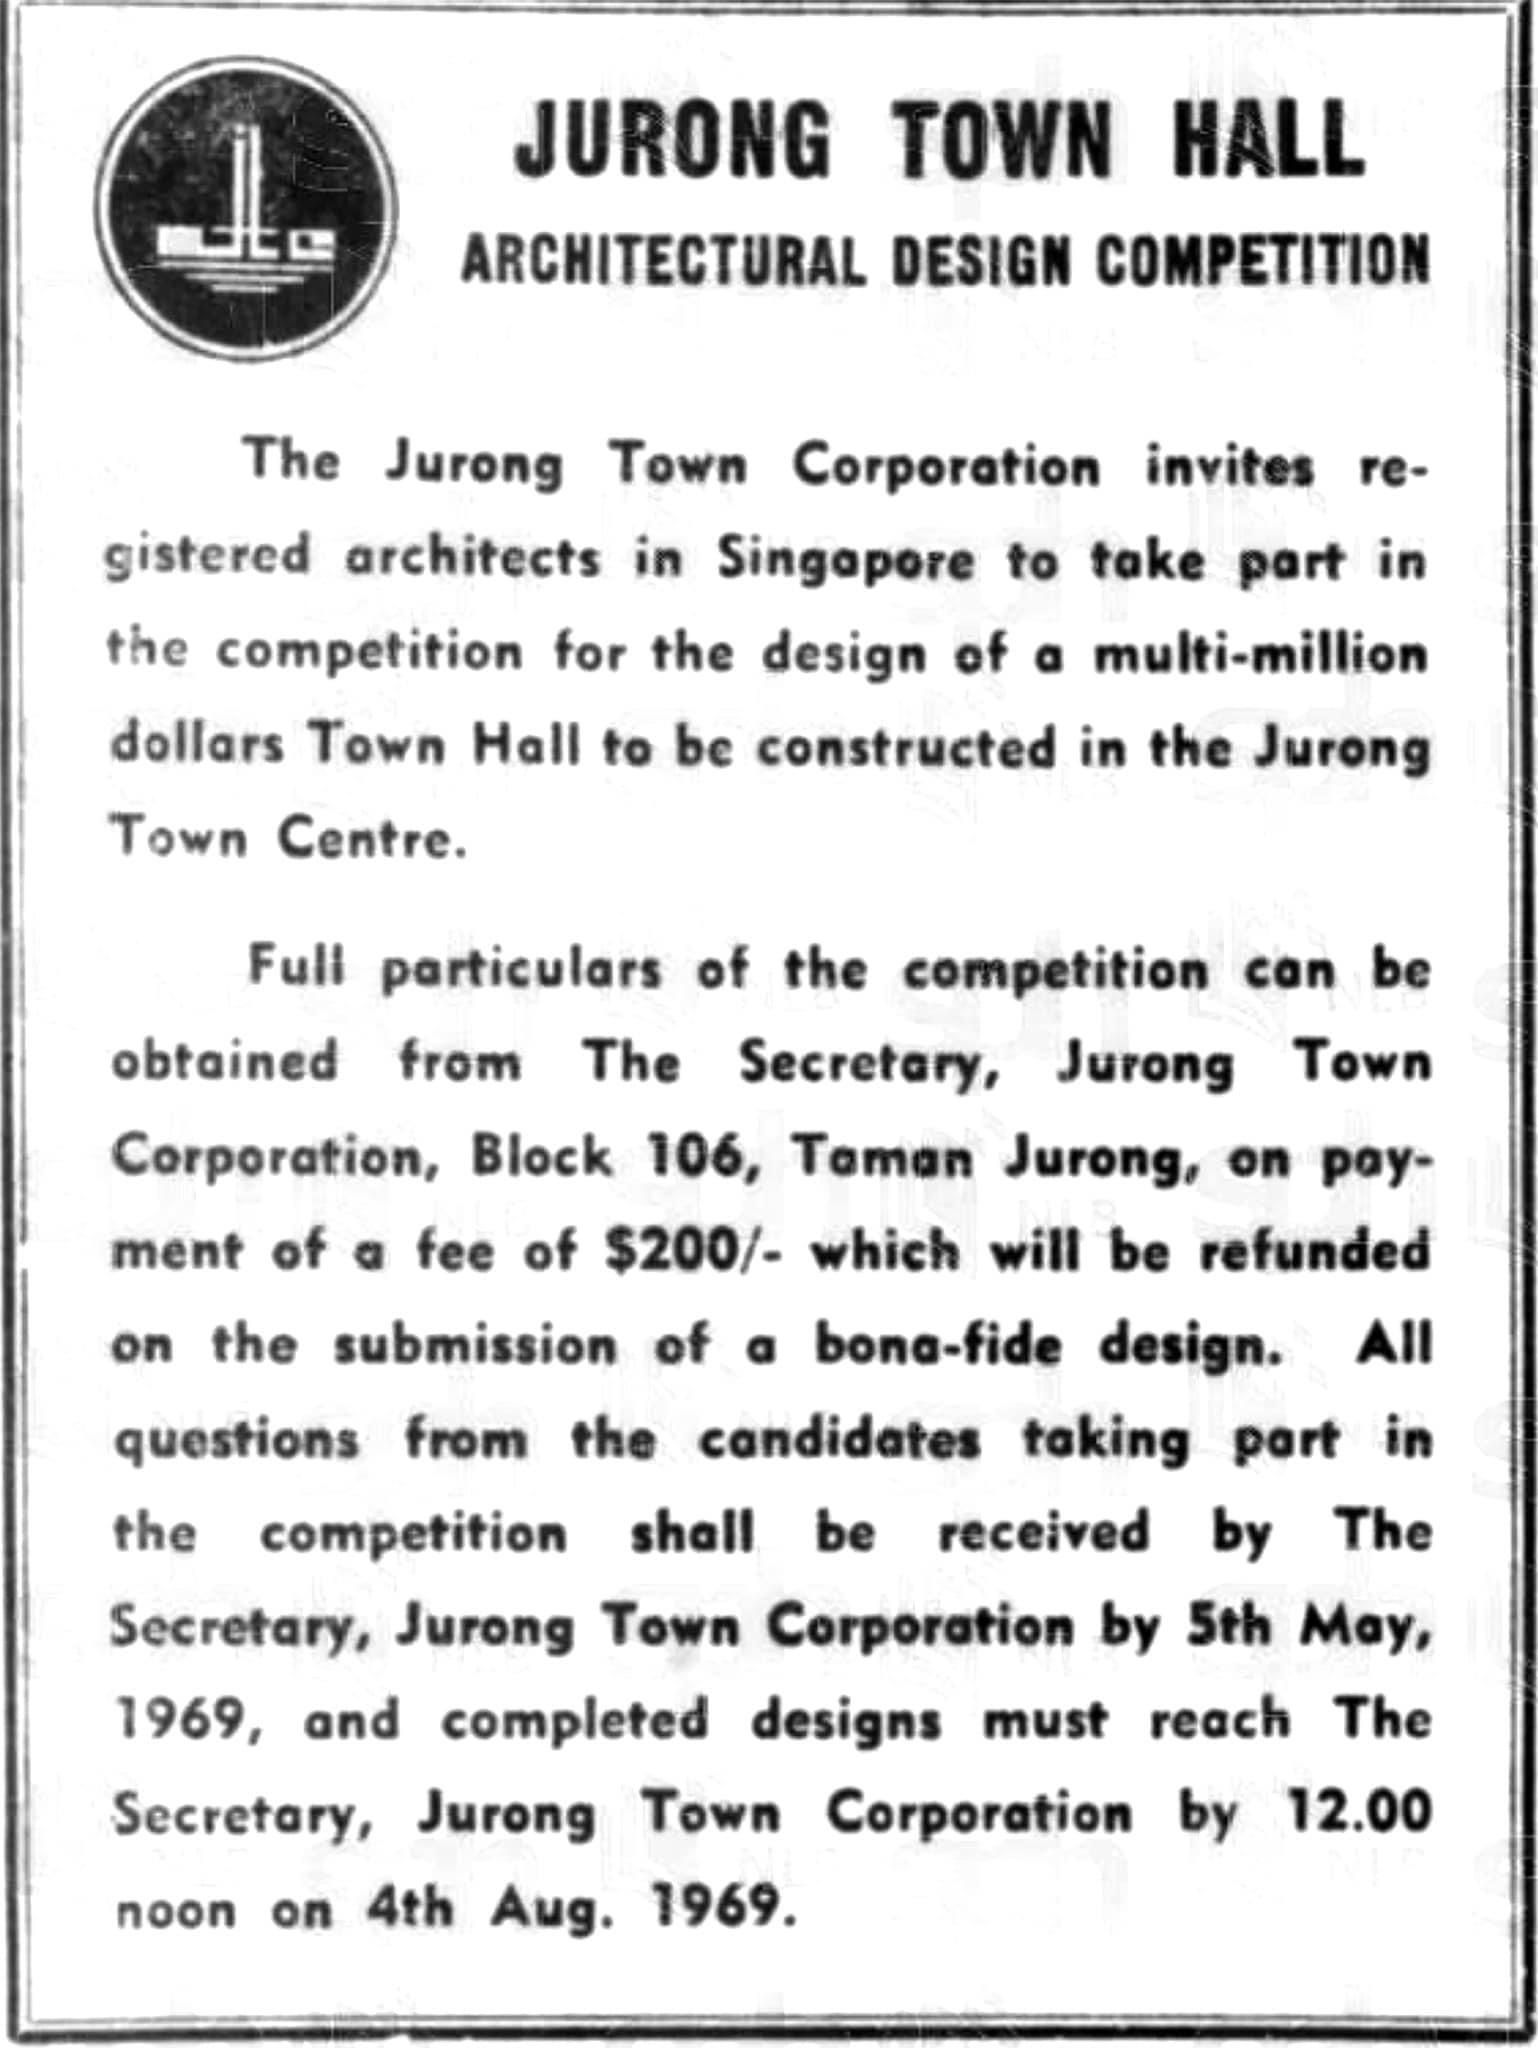 JURONG TOWN HALL
ARCHITECTURAL DESIGN COMPETITION
The Jurong Town Corporation invites re-
gistered architects in Singapore to take part in
the competition for the design of a multi-million
dollars Town Hall to be constructed in the Jurong
Town Centre.
Full particulars of the competition can be
obtained from The Secretary, Jurong Town
Corporation, Block 106, Taman Jurong, on pay-
ment of a fee of $200/- which will be refunded
on the submission of a bona-fide design. All
questions from the candidates taking part in
the competition shall be received by The
Secretary, Jurong Town Corporation by 5th May,
1969, and completed designs must reach The
Secretary, Jurong Town Corporation by 12.00
noon on 4th Aug. 1969.